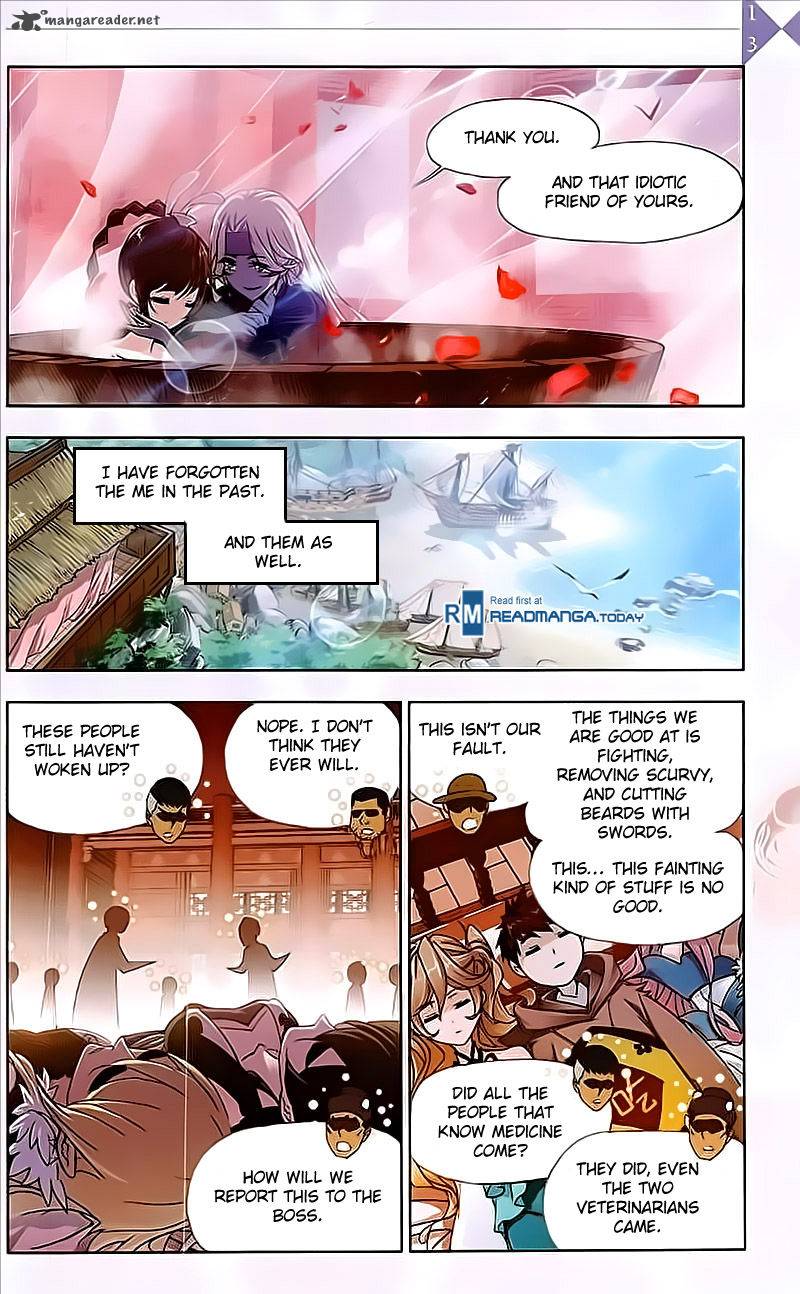 mangareader.net
1
3
THANK YOU.
AND THAT IDIOTIC
FRIEND OF YOURS.
I HAVE FORGOTTEN
THE ME IN THE PAST.
AND THEM AS
WELL.
RM
Read first at
READMANGA.TODAY
THESE PEOPLE
STILL HAVEN'T
WOKEN UP?
NOPE. I DON'T
THINK THEY
EVER WILL.
HOW WILL WE
REPORT THIS TO THE
BOSS.
THIS ISN'T OUR
FAULT.
THE THINGS WE
ARE GOOD AT IS
FIGHTING,
REMOVING SCURVY,
AND CUTTING
BEARDS WITH
SWORDS.
THIS... THIS FAINTING
KIND OF STUFF IS NO
GOOD.
DID ALL THE
PEOPLE THAT
KNOW MEDICINE
COME?
THEY DID, EVEN
THE TWO
VETERINARIANS
CAME.